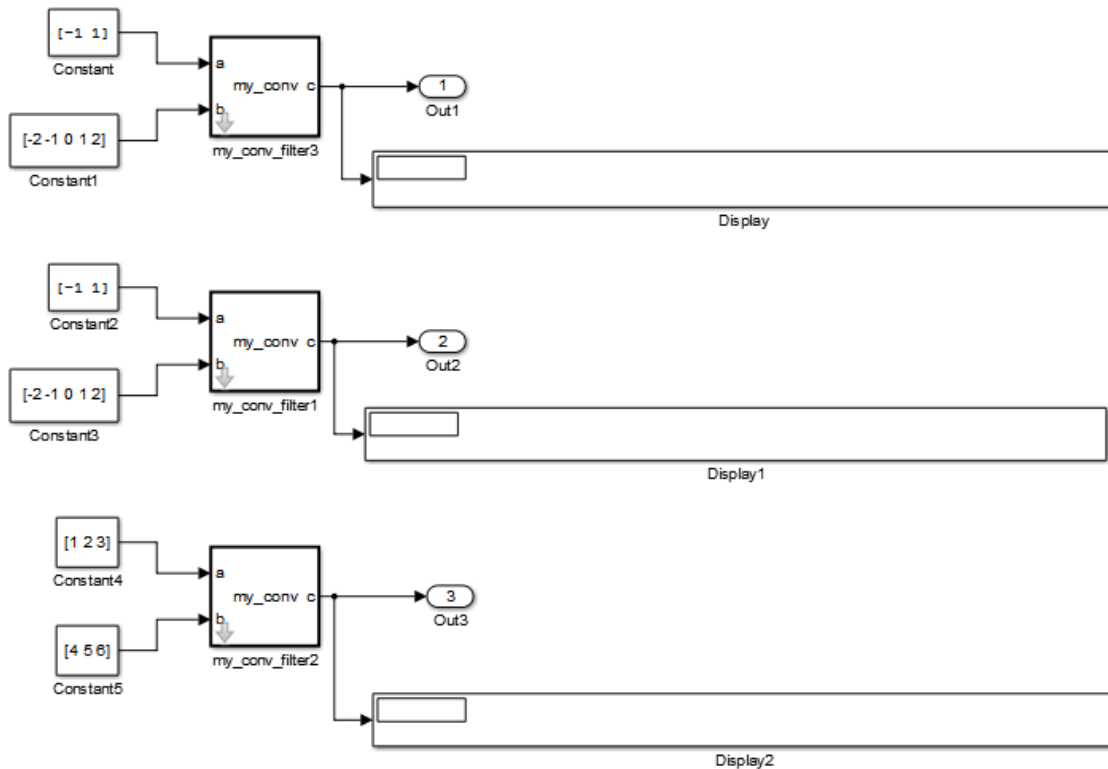 [-1 1]
Constant
[-2 -1 0 1 2]
Constant1
a
my_conv c
b
my_conv_filter3
1
Out1
Display
[-1 1]
Constant2
[-2 -1 0 1 2]
Constant3
a
my_conv c
b
my_conv_filter1
2
Out2
Display1
[1 2 3]
Constant4
[4 5 6]
Constant5
a
my_conv c
b
my_conv_filter2
3
Out3
Display2